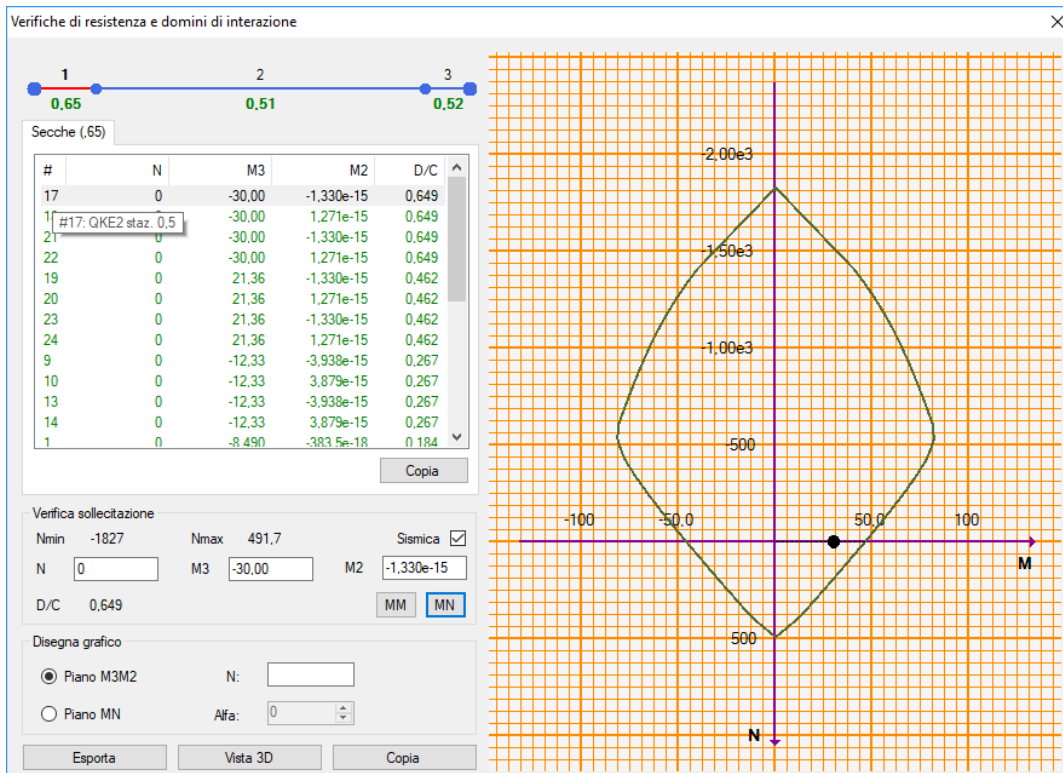 Verifiche di resistenza e domini di interazione
1 2 3
0,65 0,51 0,52
Secche (,65)
# N M3 M2 D/C
17 0 -30,00 -1,330e-15 0,649
-30,00 1,271e-15 0,649
#17: QKE2 staz. 0,5
21 0 -30,00 -1,330e-15 0,649
22 0 -30,00 1,271e-15 0,649
19 0 21,36 -1,330e-15 0,462
20 0 21,36 1,271e-15 0,462
23 0 21,36 -1,330e-15 0,462
24 0 21,36 1,271e-15 0,462
9 0 -12,33 -3,938e-15 0,267
10 0 -12,33 3,879e-15 0,267
13 0 -12,33 -3,938e-15 0,267
14 0 -12,33 3,879e-15 0,267
1 0 -8,490 -383,5e-18 0,184
Copia
Verifica sollecitazione
Nmin -1827 Nmax 491,7 Sismica
N 0 M3 -30,00 M2 -1,330e-15
D/C 0,649 MM MN
Disegna grafico
Piano M3M2 N:
Piano MN Alfa: 0
Esporta Vista 3D Copia
-2,00e3
-1,50e3
-1,00e3
-500
-100 -50,0 50,0 100
M
500
N